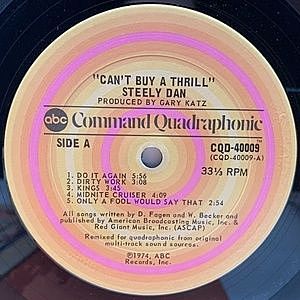 "CAN'T BUY A THRILL"
STEELY DAN
PRODUCED BY GARY KATZ
abc Command Quadraphonic
SIDE A
CQD-40009
(CQD-40009-A)
33⅓ RPM
1. DO IT AGAIN 5:56
2. DIRTY WORK 3:08
3. KINGS 3:45
4. MIDNITE CRUISER 4:09
5. ONLY A FOOL WOULD SAY THAT 2:54
All songs written by D. Fagen and W. Becker and
published by American Broadcasting Music, Inc. &
Red Giant Music, Inc. (ASCAP)
Remixed for quadraphonic from original
multi-track sound sources.
©1974, ABC
Records, Inc.